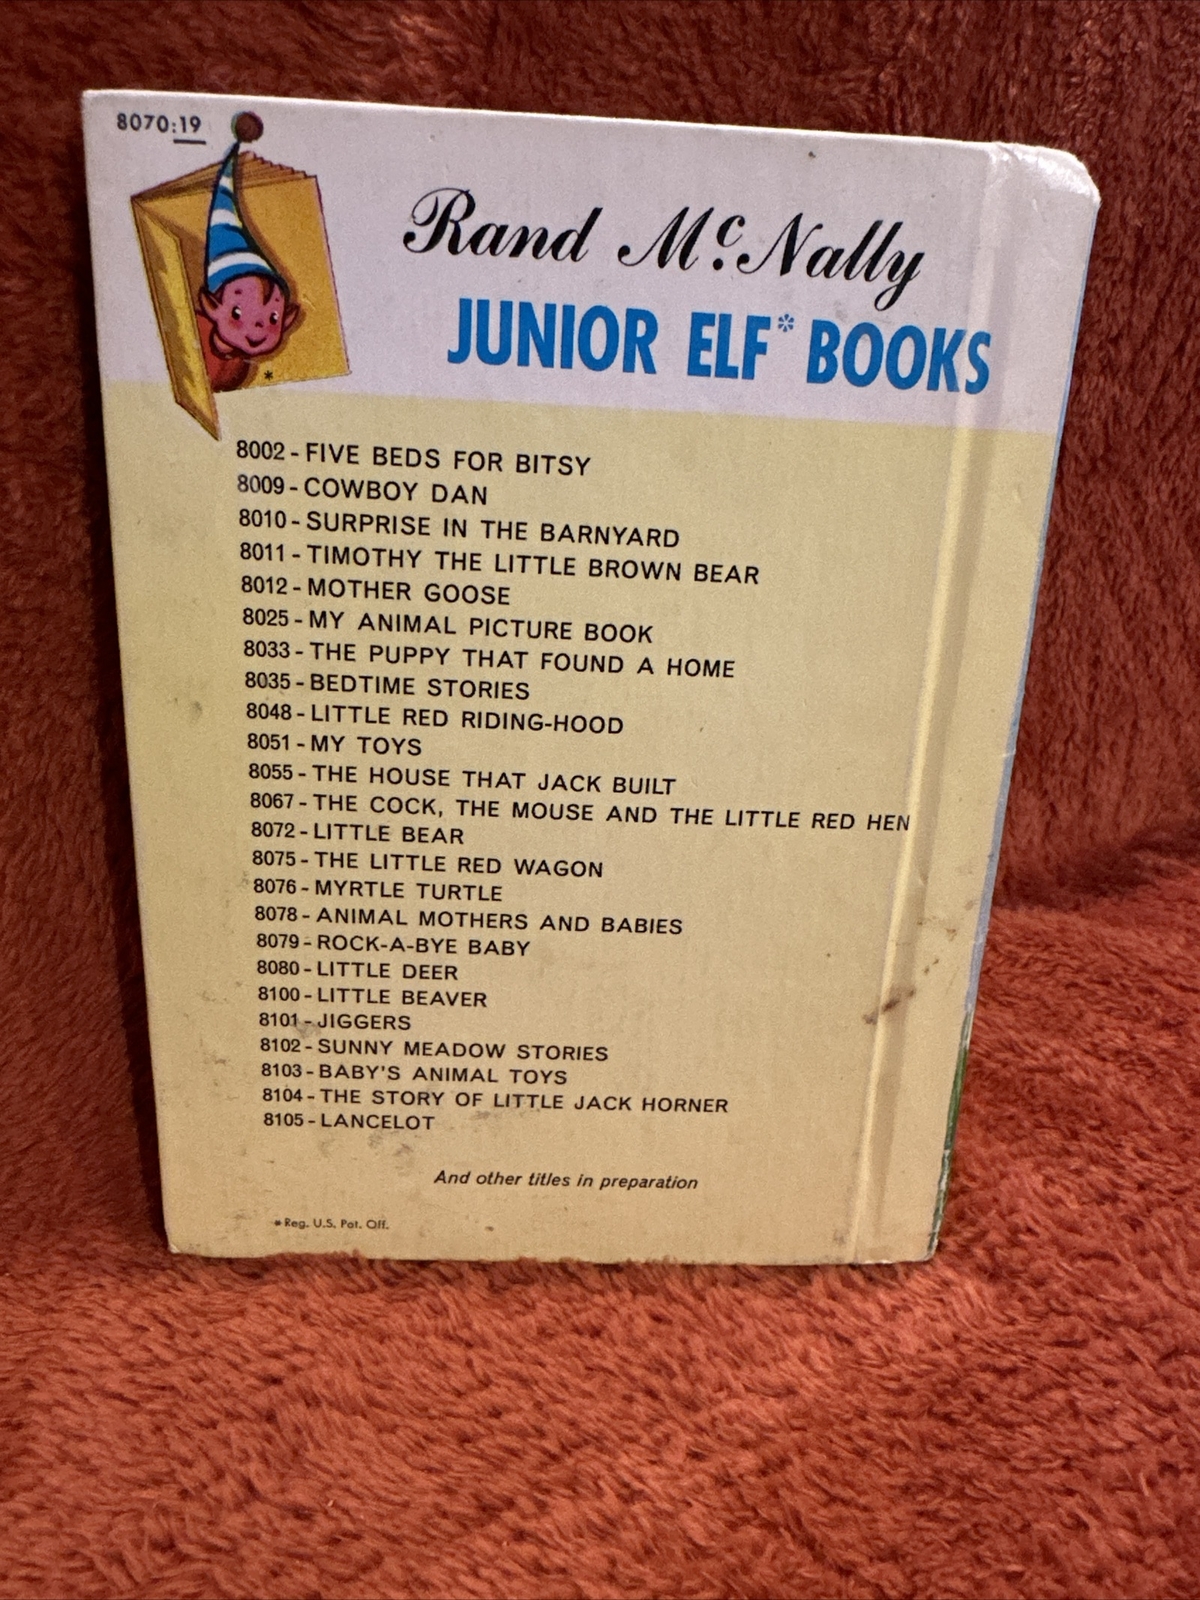 8070:19
Rand McNally
JUNIOR ELF* BOOKS
*
8002 - FIVE BEDS FOR BITSY
8009 - COWBOY DAN
8010 - SURPRISE IN THE BARNYARD
8011 - TIMOTHY THE LITTLE BROWN BEAR
8012 - MOTHER GOOSE
8025 - MY ANIMAL PICTURE BOOK
8033 - THE PUPPY THAT FOUND A HOME
8035 - BEDTIME STORIES
8048 - LITTLE RED RIDING-HOOD
8051 - MY TOYS
8055 - THE HOUSE THAT JACK BUILT
8067 - THE COCK, THE MOUSE AND THE LITTLE RED HEN
8072 - LITTLE BEAR
8075 - THE LITTLE RED WAGON
8076 - MYRTLE TURTLE
8078 - ANIMAL MOTHERS AND BABIES
8079 - ROCK-A-BYE BABY
8080 - LITTLE DEER
8100 - LITTLE BEAVER
8101 - JIGGERS
8102 - SUNNY MEADOW STORIES
8103 - BABY'S ANIMAL TOYS
8104 - THE STORY OF LITTLE JACK HORNER
8105 - LANCELOT
And other titles in preparation
*Reg. U.S. Pat. Off.